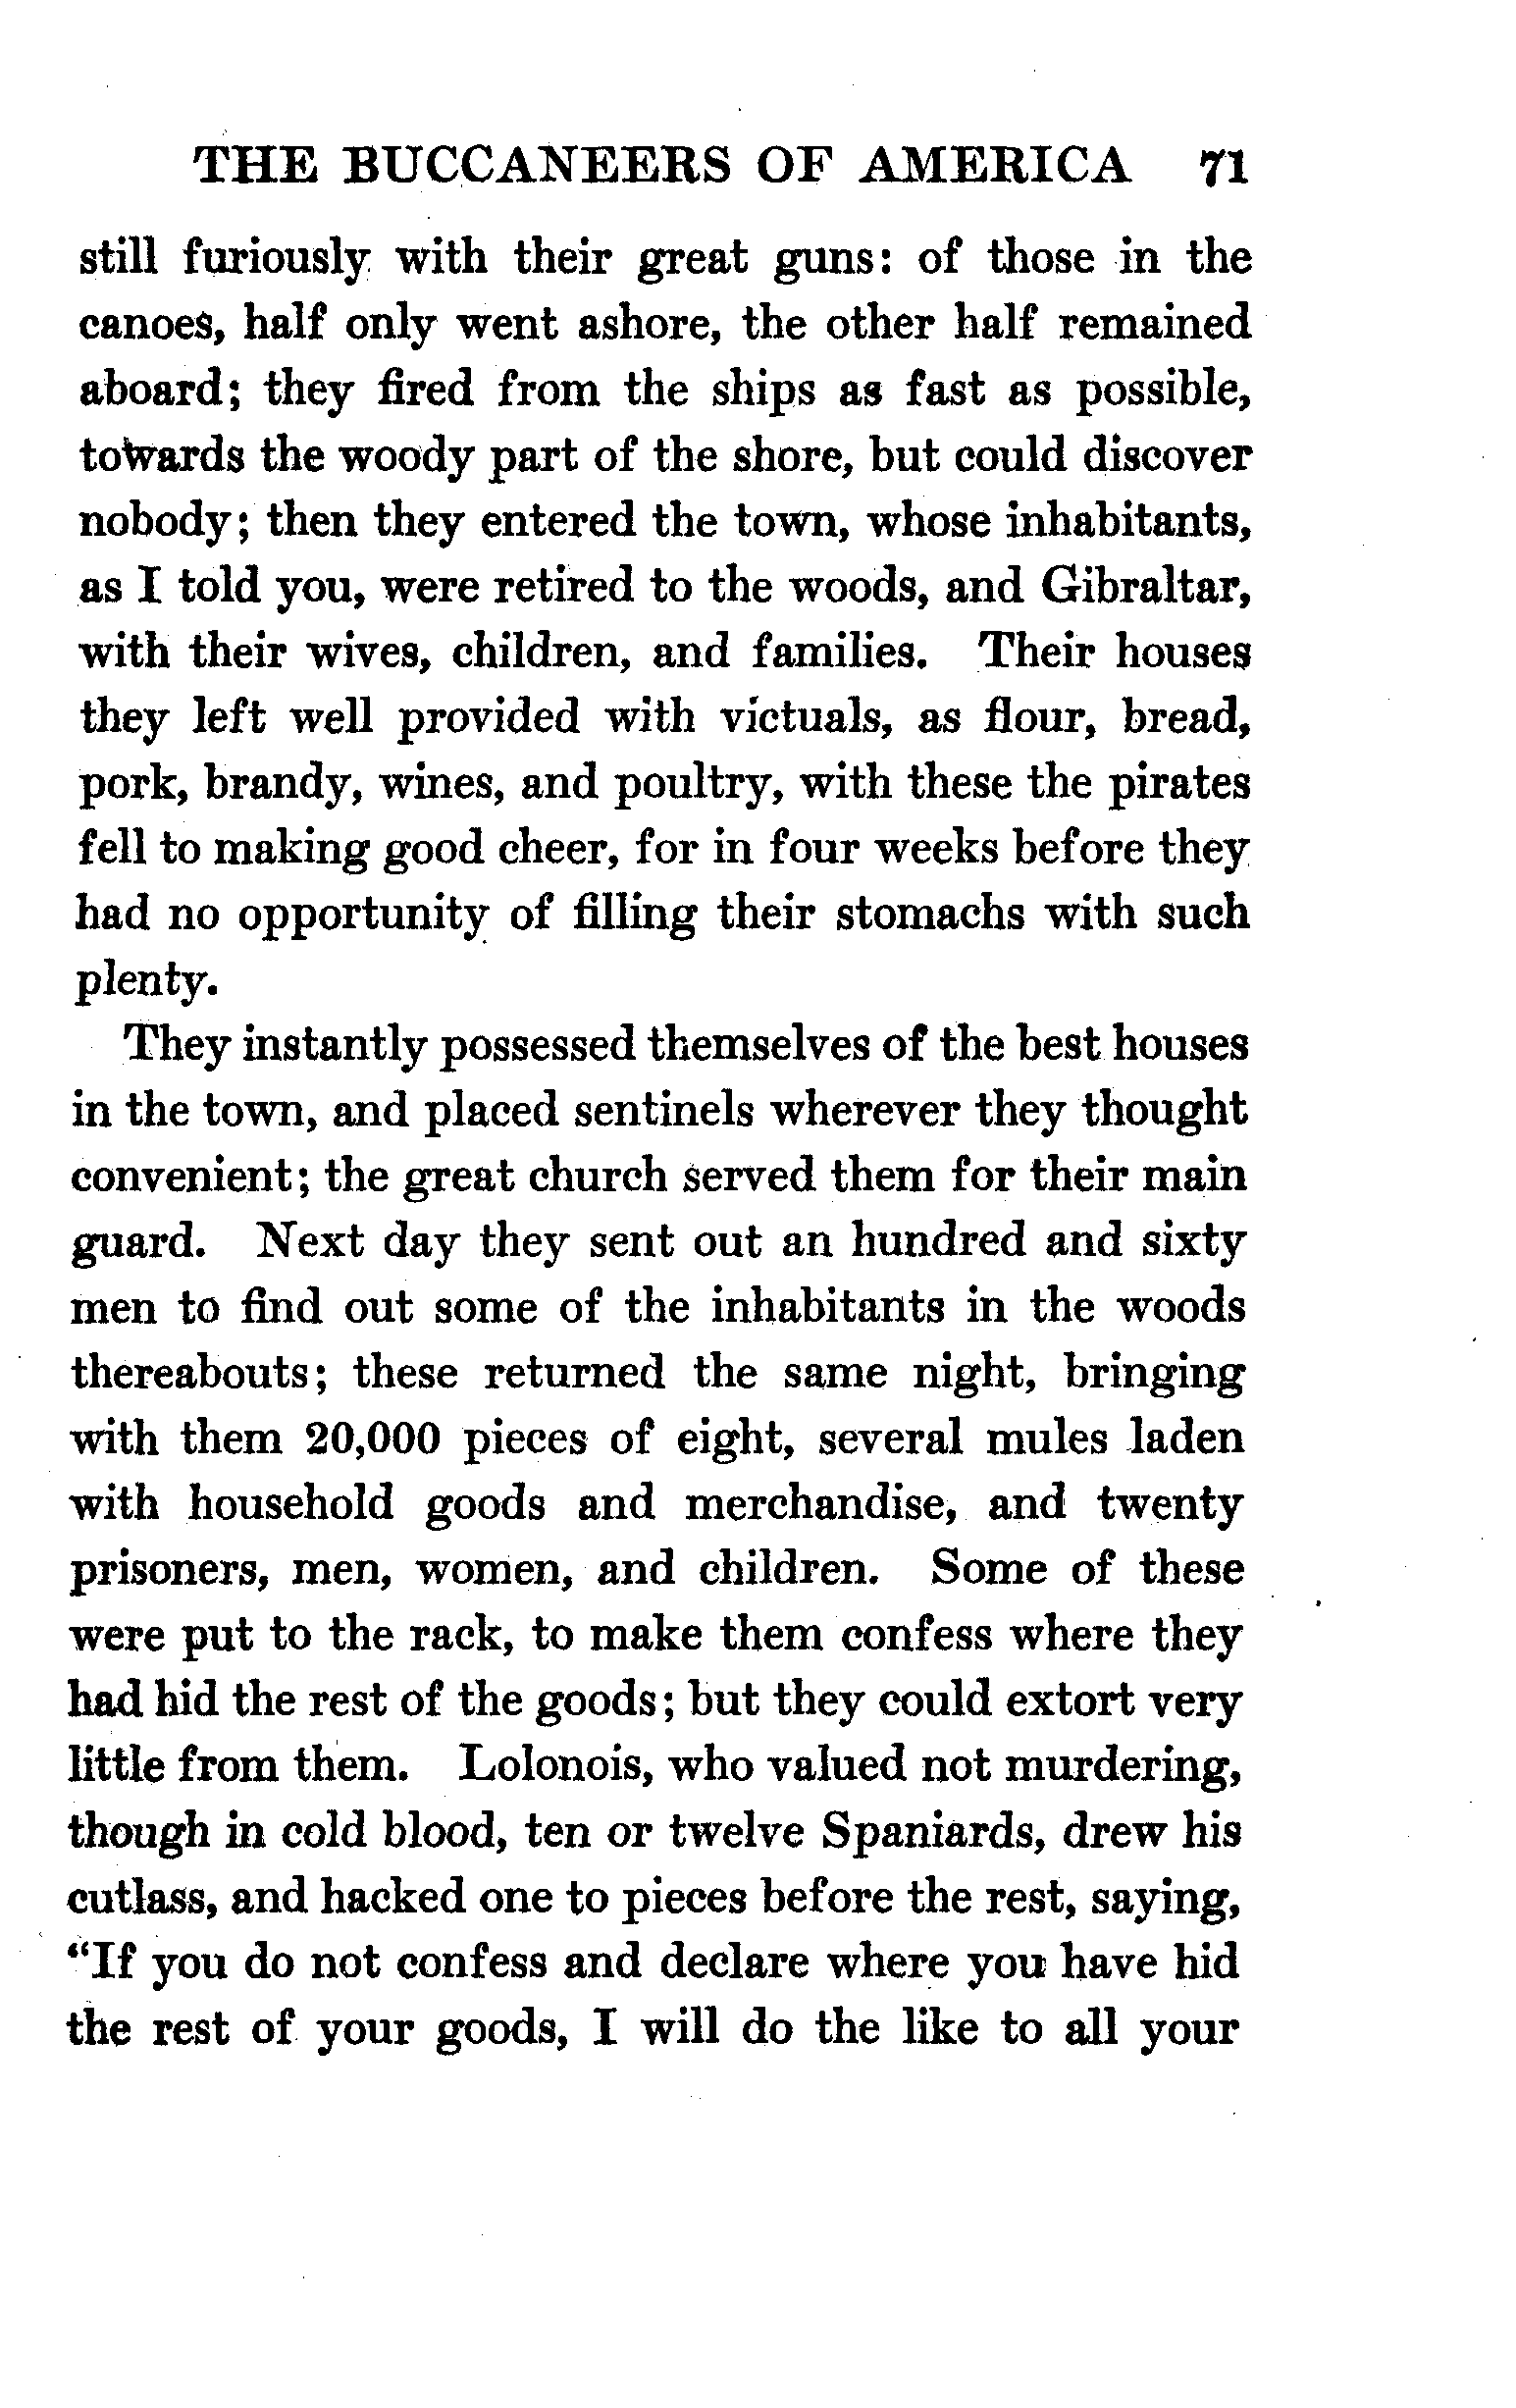 THE BUCCANEERS OF AMERICA 71
still furiously with their great guns: of those in the
canoes, half only went ashore, the other half remained
aboard; they fired from the ships as fast as possible,
towards the woody part of the shore, but could discover
nobody; then they entered the town, whose inhabitants,
as I told you, were retired to the woods, and Gibraltar,
with their wives, children, and families. Their houses
they left well provided with victuals, as flour, bread,
pork, brandy, wines, and poultry, with these the pirates
fell to making good cheer, for in four weeks before they
had no opportunity of filling their stomachs with such
plenty.
They instantly possessed themselves of the best houses
in the town, and placed sentinels wherever they thought
convenient; the great church served them for their main
guard. Next day they sent out an hundred and sixty
men to find out some of the inhabitants in the woods
thereabouts; these returned the same night, bringing
with them 20,000 pieces of eight, several mules laden
with household goods and merchandise, and twenty
prisoners, men, women, and children. Some of these
were put to the rack, to make them confess where they
had hid the rest of the goods; but they could extort very
little from them. Lolonois, who valued not murdering,
though in cold blood, ten or twelve Spaniards, drew his
cutlass, and hacked one to pieces before the rest, saying,
"If you do not confess and declare where you have hid
the rest of your goods, I will do the like to all your